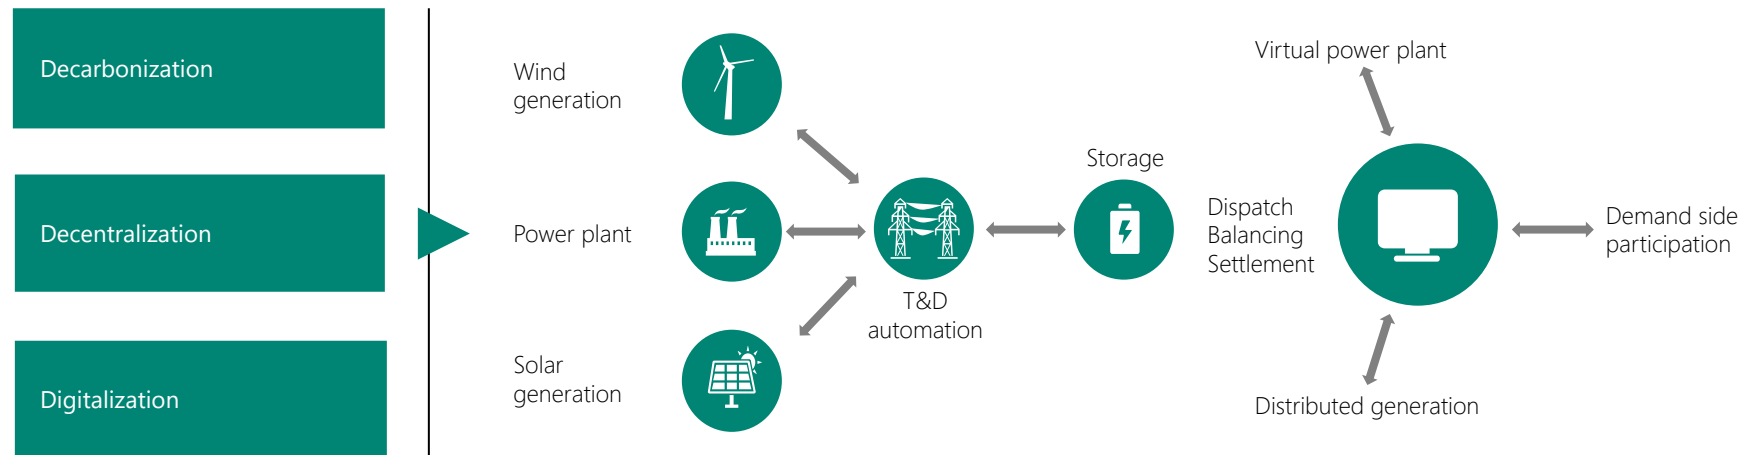 Decarbonization
Decentralization
Digitalization
Wind
generation
Power plant
Solar
generation
T&D
automation
Storage
Dispatch
Balancing
Settlement
Virtual power plant
Demand side
participation
Distributed generation